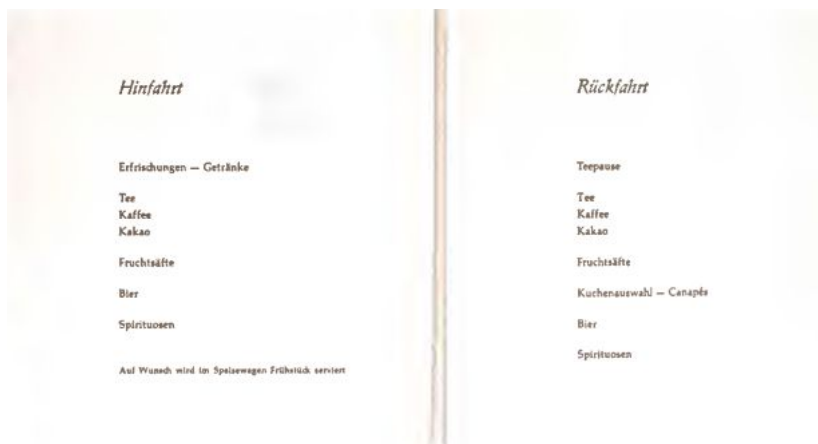 Hinfahrt
Erfrischungen — Getränke
Tee
Kaffee
Kakao
Fruchtsäfte
Bier
Spirituosen
Auf Wunsch wird im Speisewagen Frühstück serviert
Rückfahrt
Teepause
Tee
Kaffee
Kakao
Fruchtsäfte
Kuchenauswahl — Canapés
Bier
Spirituosen